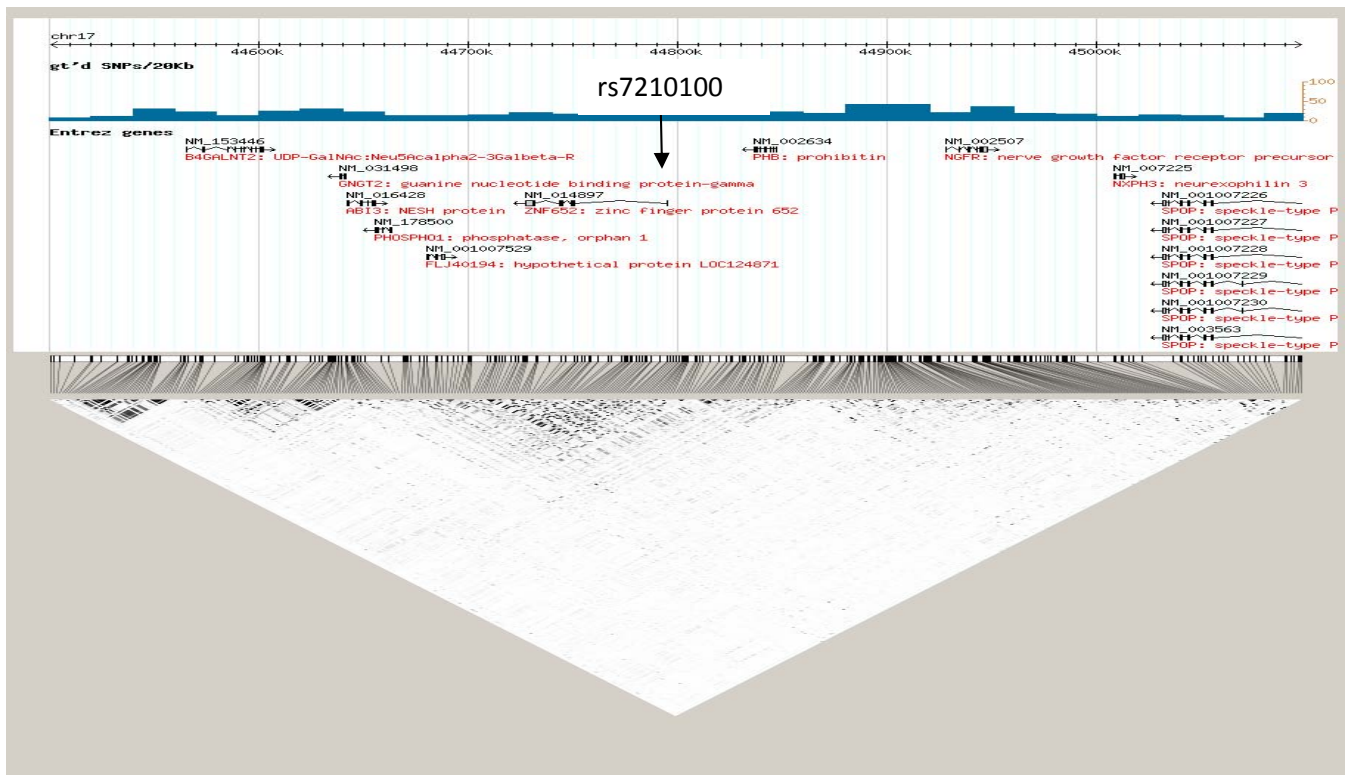 chr17
44600k 44700k 44800k 44900k 45000k
gt'd SNPs/20Kb
rs7210100
100
50
0
Entrez genes
NM_153446 NM_002634 NM_002507
B4GALNT2: UDP-GalNAc:Neu5Acalpha2-3Galbeta-R PHB: prohibitin NGFR: nerve growth factor receptor precursor
NM_031498 NM_007225
GNGT2: guanine nucleotide binding protein-gamma NXPH3: neurexophilin 3
NM_016428 NM_014897 NM_001007226
ABI3: NESH protein ZNF652: zinc finger protein 652 SPOP: speckle-type P
NM_178500 NM_001007227
PHOSPHO1: phosphatase, orphan 1 SPOP: speckle-type P
NM_001007529 NM_001007228
FLJ40194: hypothetical protein LOC124871 SPOP: speckle-type P
NM_001007229
SPOP: speckle-type P
NM_001007230
SPOP: speckle-type P
NM_003563
SPOP: speckle-type P